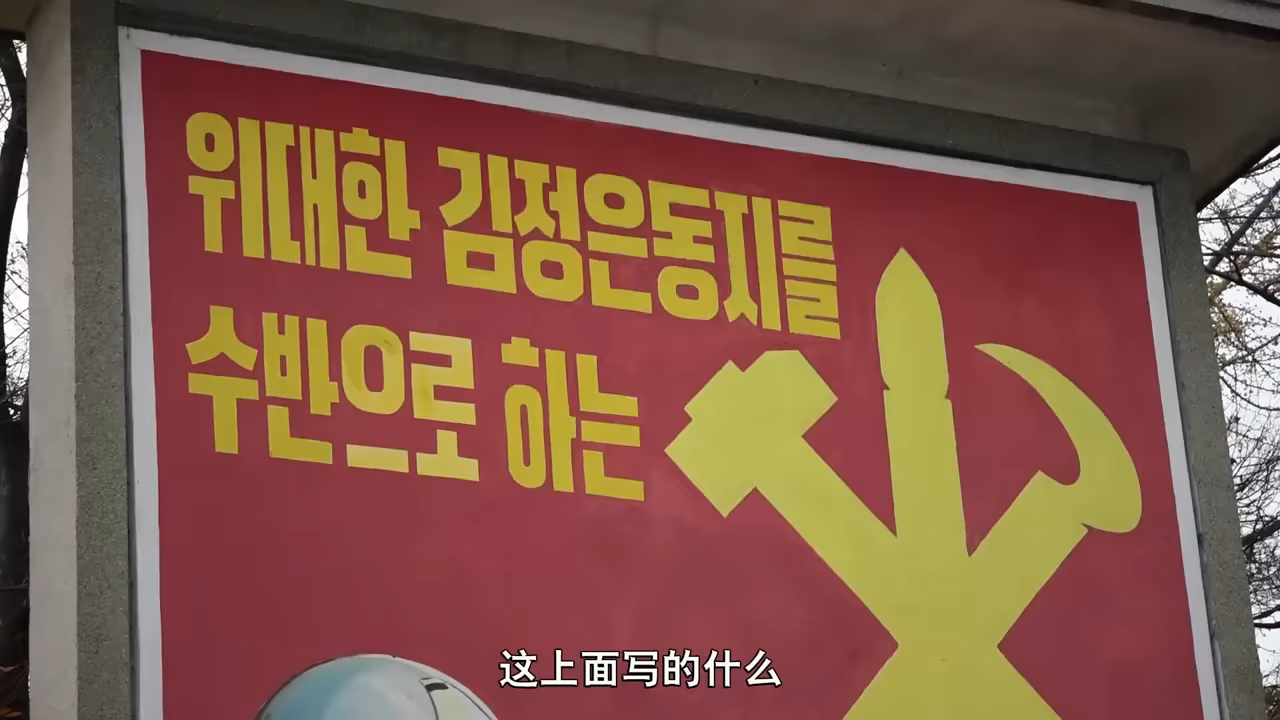 위대한 김정은동지를
수반으로 하는
这上面写的什么